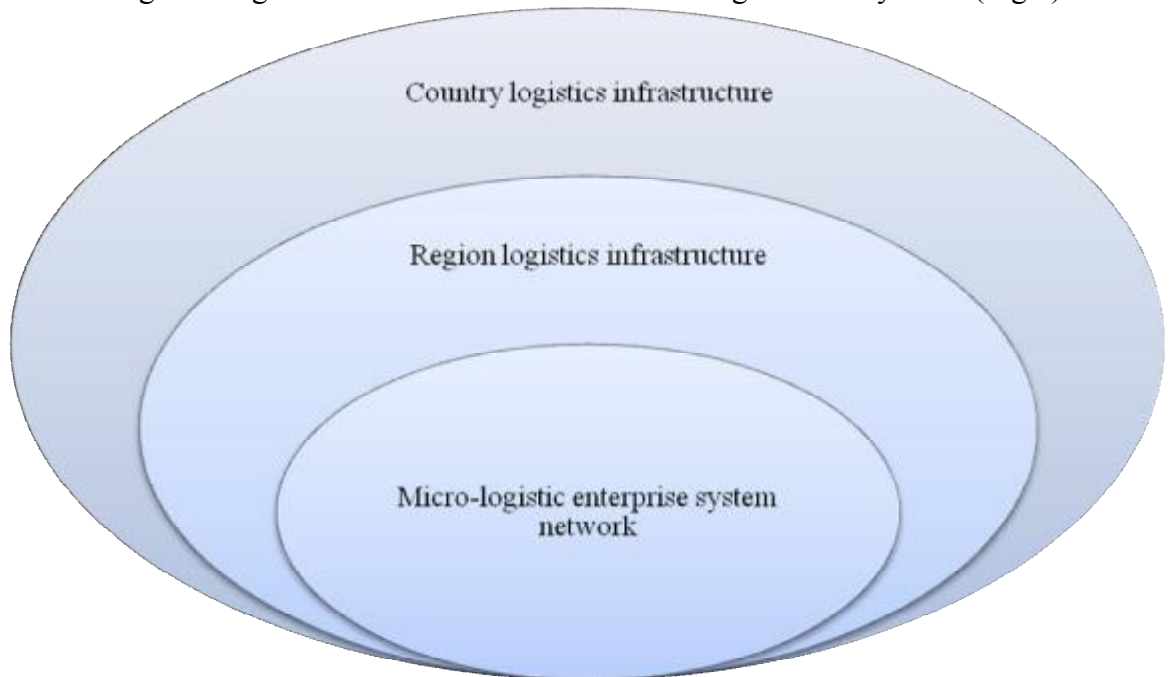 Country logistics infrastructure
Region logistics infrastructure
Micro-logistic enterprise system
network